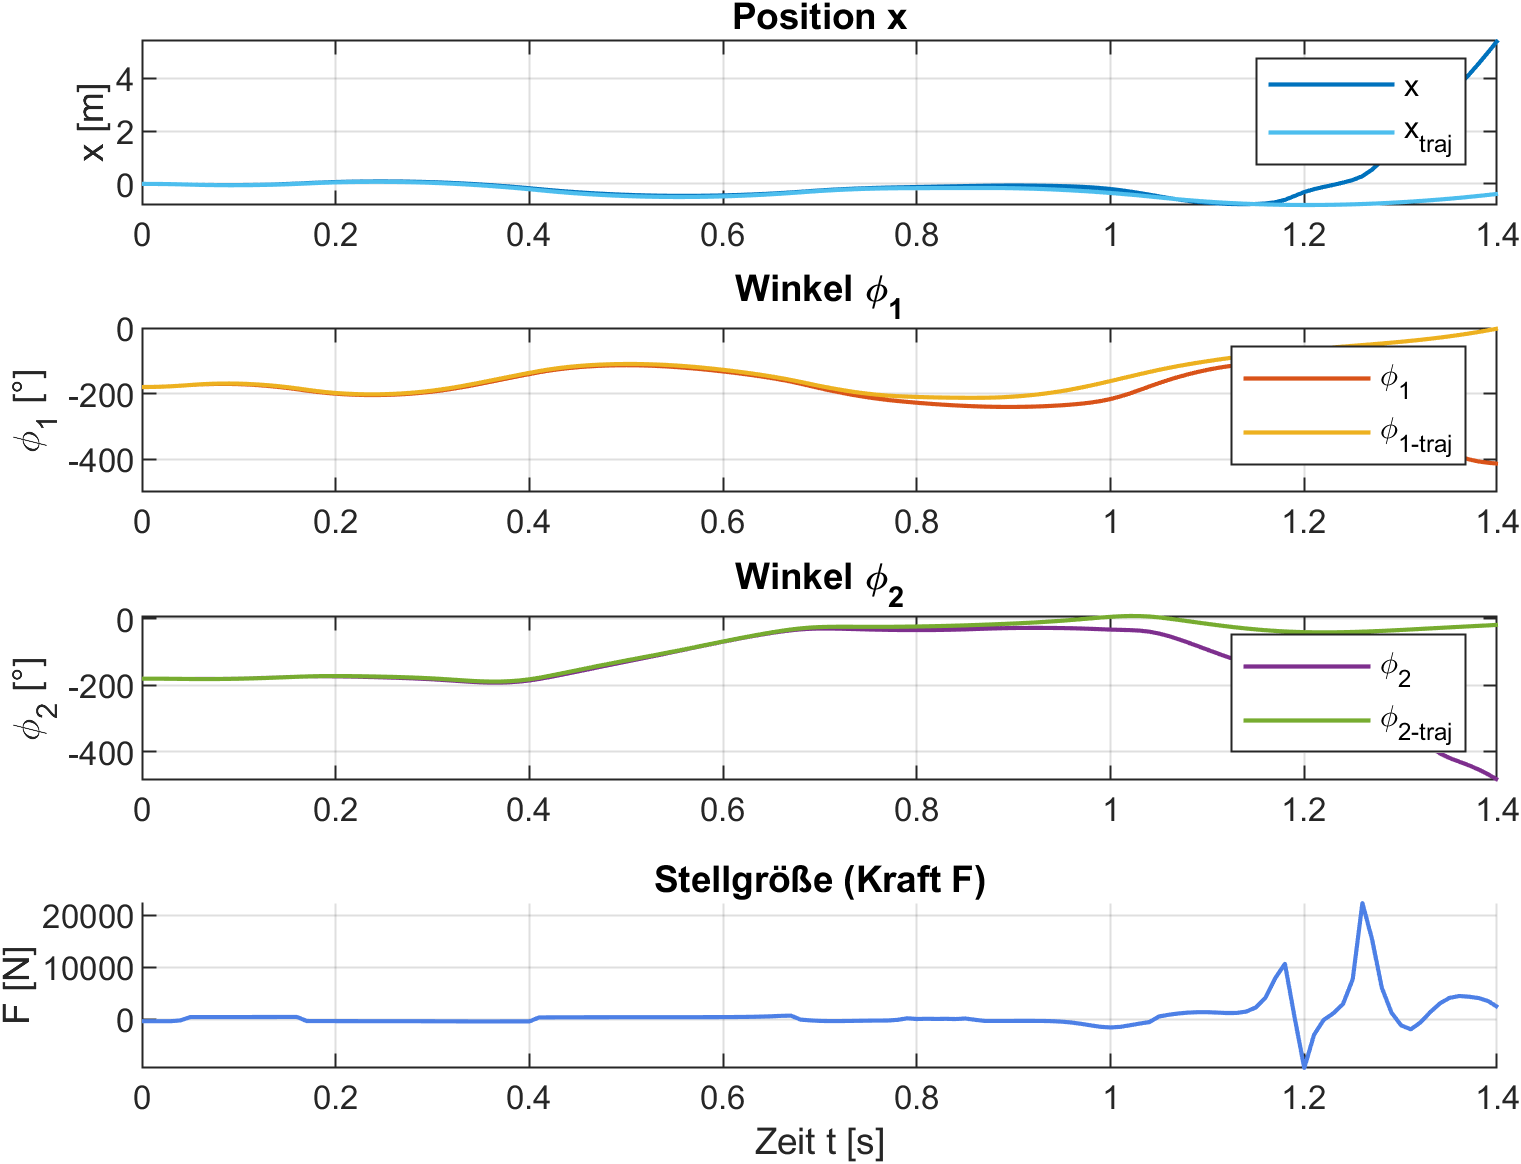 Position x
x [m]
4
2
0
x
x_traj
0 0.2 0.4 0.6 0.8 1 1.2 1.4
Winkel ϕ_1
ϕ_1 [°]
0
-200
-400
ϕ_1
ϕ_1-traj
0 0.2 0.4 0.6 0.8 1 1.2 1.4
Winkel ϕ_2
ϕ_2 [°]
0
-200
-400
ϕ_2
ϕ_2-traj
0 0.2 0.4 0.6 0.8 1 1.2 1.4
Stellgröße (Kraft F)
F [N]
20000
10000
0
0 0.2 0.4 0.6 0.8 1 1.2 1.4
Zeit t [s]